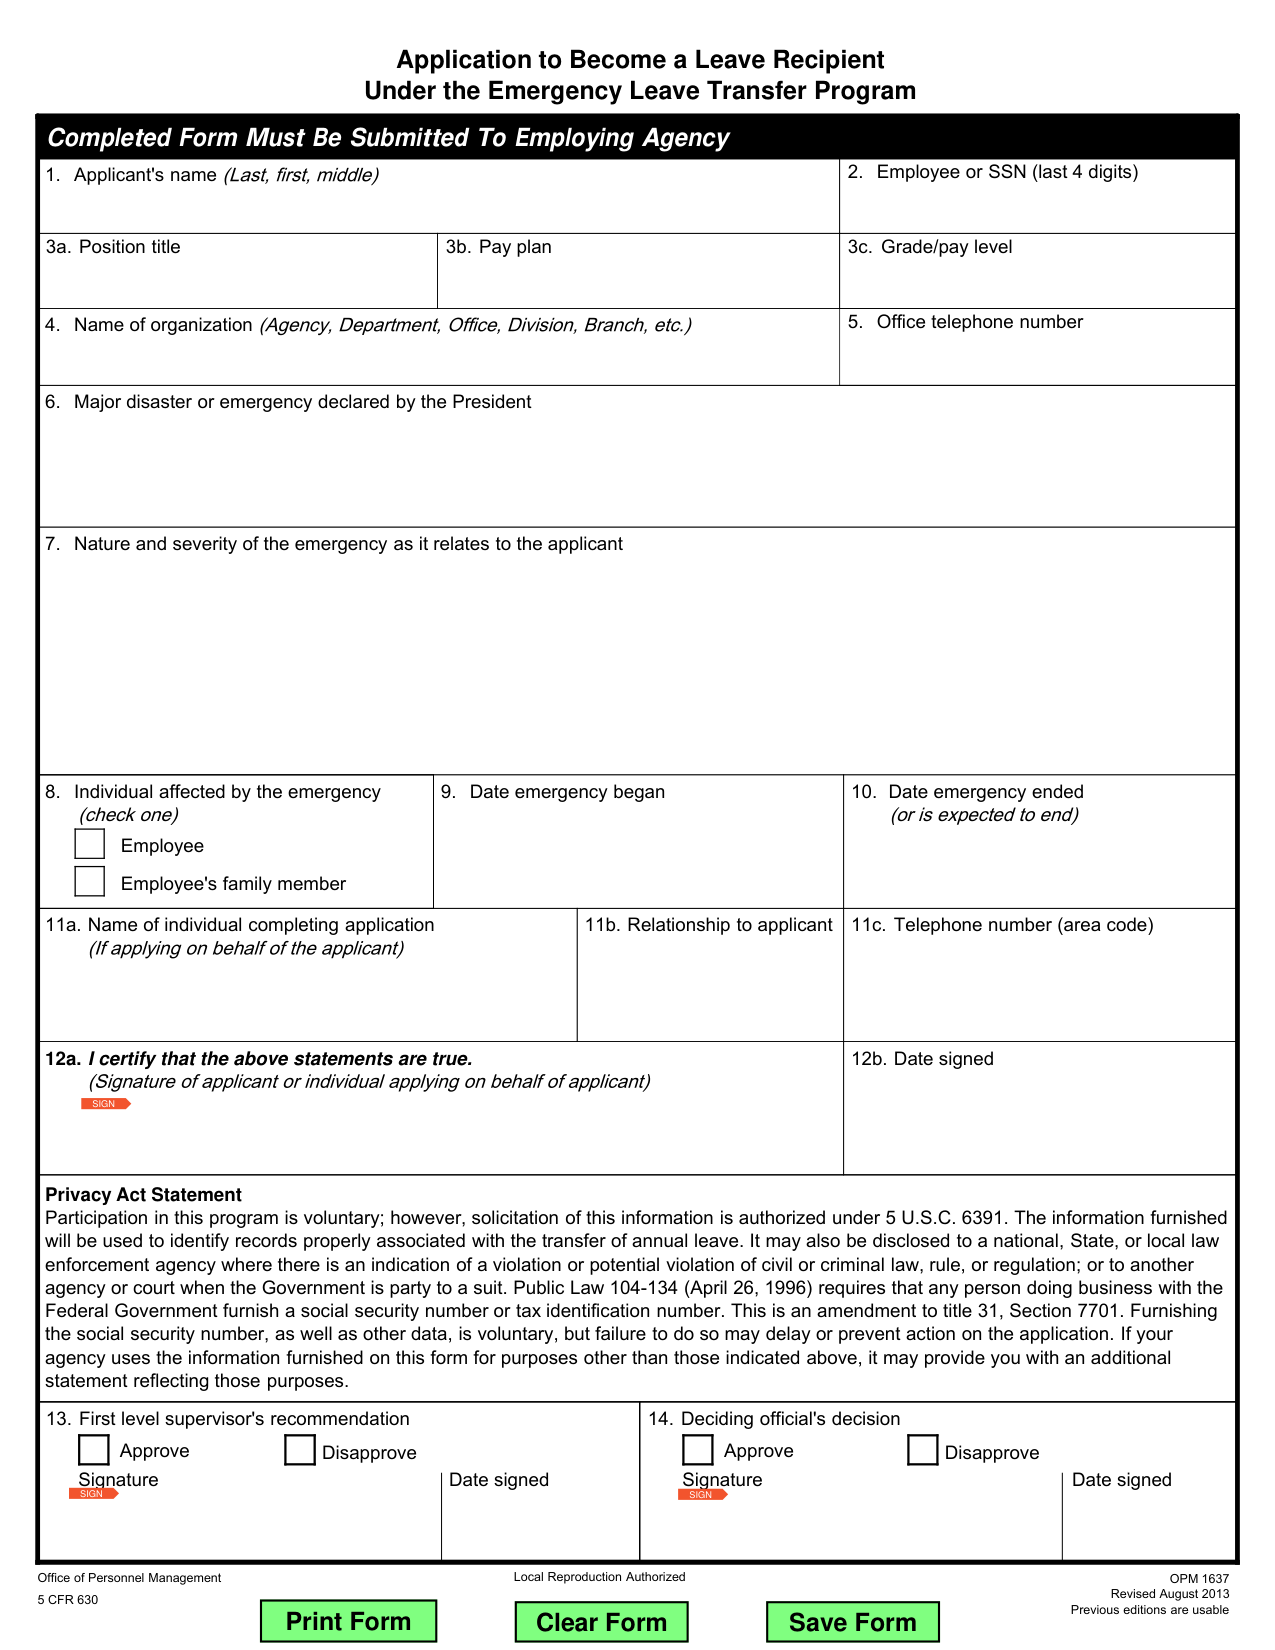 Application to Become a Leave Recipient
Under the Emergency Leave Transfer Program
Completed Form Must Be Submitted To Employing Agency
1. Applicant's name (Last, first, middle)
2. Employee or SSN (last 4 digits)
3a. Position title
3b. Pay plan
3c. Grade/pay level
4. Name of organization (Agency, Department, Office, Division, Branch, etc.)
5. Office telephone number
6. Major disaster or emergency declared by the President
7. Nature and severity of the emergency as it relates to the applicant
8. Individual affected by the emergency
(check one)
Employee
Employee's family member
9. Date emergency began
10. Date emergency ended
(or is expected to end)
11a. Name of individual completing application
(If applying on behalf of the applicant)
11b. Relationship to applicant
11c. Telephone number (area code)
12a. I certify that the above statements are true.
(Signature of applicant or individual applying on behalf of applicant)
SIGN
12b. Date signed
Privacy Act Statement
Participation in this program is voluntary; however, solicitation of this information is authorized under 5 U.S.C. 6391. The information furnished
will be used to identify records properly associated with the transfer of annual leave. It may also be disclosed to a national, State, or local law
enforcement agency where there is an indication of a violation or potential violation of civil or criminal law, rule, or regulation; or to another
agency or court when the Government is party to a suit. Public Law 104-134 (April 26, 1996) requires that any person doing business with the
Federal Government furnish a social security number or tax identification number. This is an amendment to title 31, Section 7701. Furnishing
the social security number, as well as other data, is voluntary, but failure to do so may delay or prevent action on the application. If your
agency uses the information furnished on this form for purposes other than those indicated above, it may provide you with an additional
statement reflecting those purposes.
13. First level supervisor's recommendation
Approve
Disapprove
Signature
SIGN
Date signed
14. Deciding official's decision
Approve
Disapprove
Signature
SIGN
Date signed
Office of Personnel Management
5 CFR 630
Local Reproduction Authorized
OPM 1637
Revised August 2013
Previous editions are usable
Print Form
Clear Form
Save Form